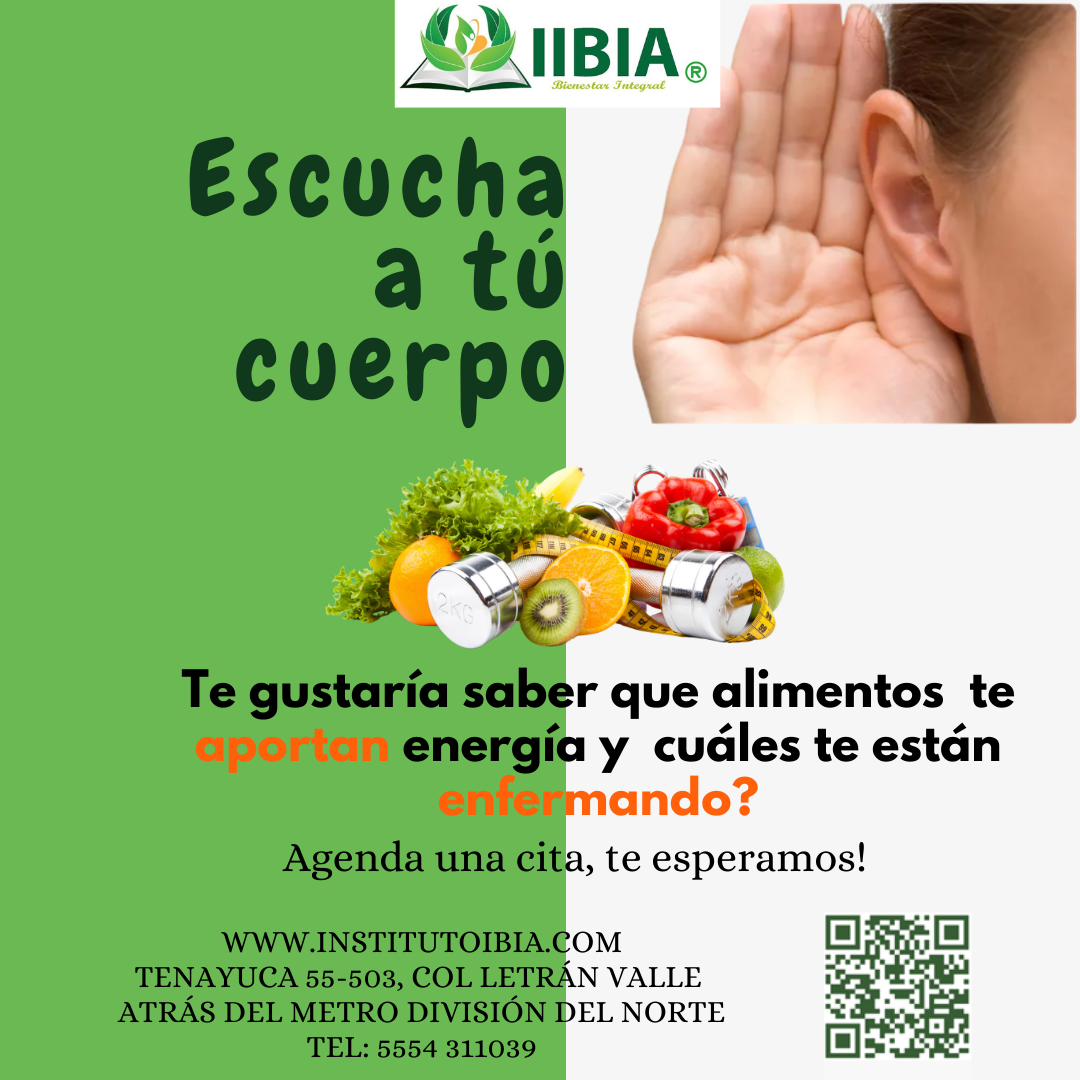 IIBIA ®
Bienestar Integral
Escucha
a tú
cuerpo
2KG
Te gustaría saber que alimentos te
aportan energía y cuáles te están
enfermando?
Agenda una cita, te esperamos!
WWW.INSTITUTOIBIA.COM
TENAYUCA 55-503, COL LETRÁN VALLE
ATRÁS DEL METRO DIVISIÓN DEL NORTE
TEL: 5554 311039